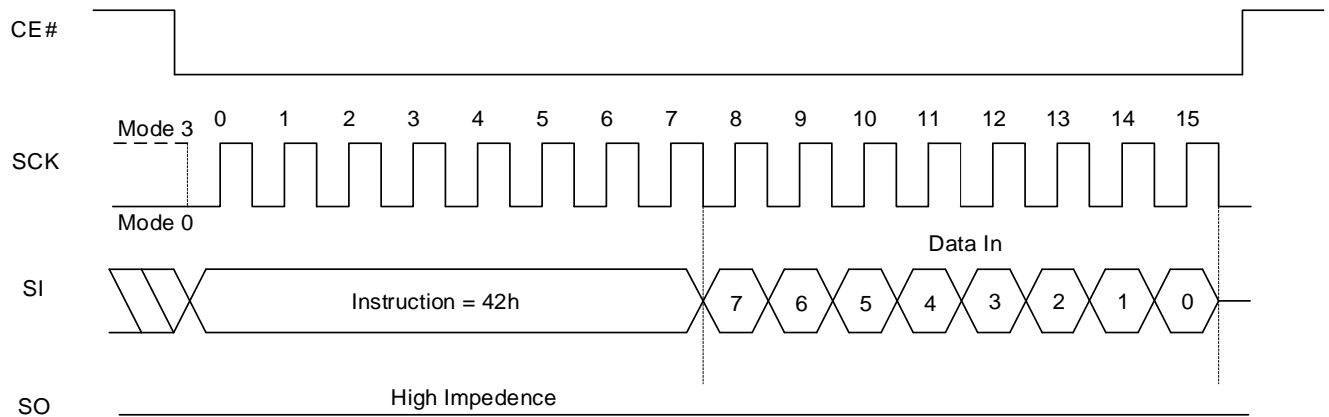 CE#
0 1 2 3 4 5 6 7 8 9 10 11 12 13 14 15
Mode 3
SCK
Mode 0
Data In
SI
Instruction = 42h
7 6 5 4 3 2 1 0
High Impedence
SO